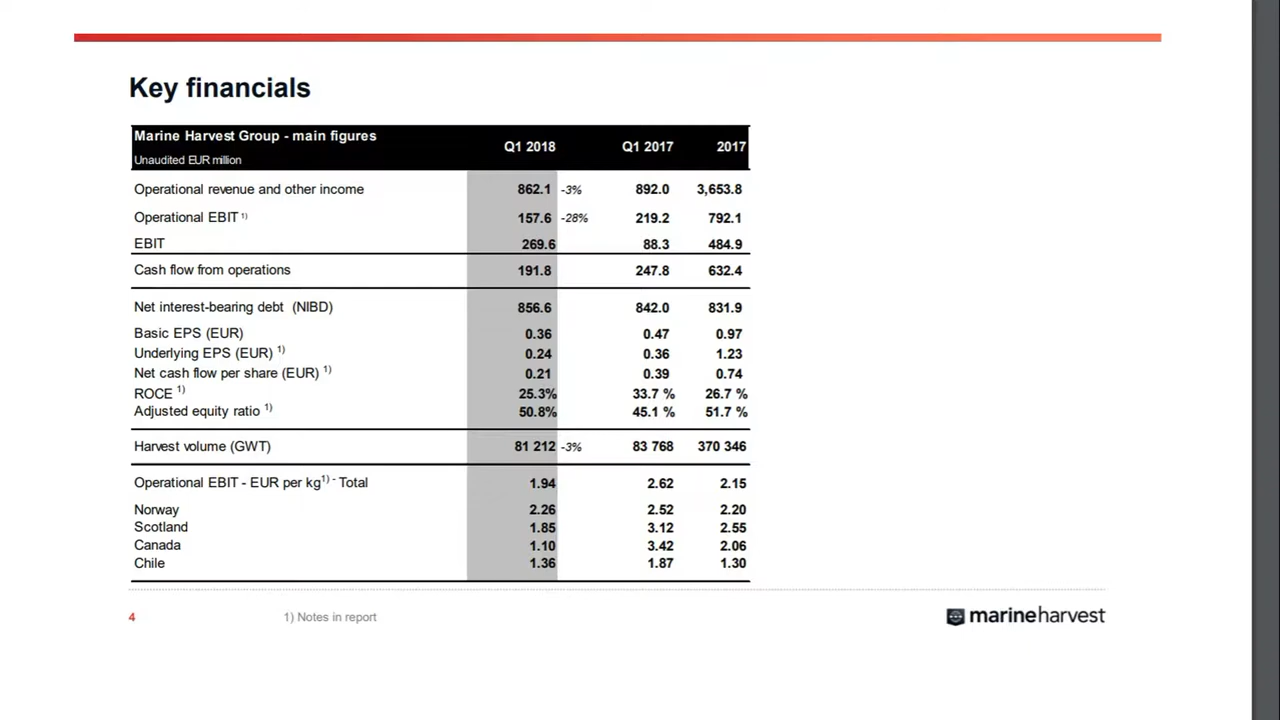 Key financials
Marine Harvest Group - main figures
Unaudited EUR million
Q1 2018 Q1 2017 2017
Operational revenue and other income 862.1 -3% 892.0 3,653.8
Operational EBIT 1) 157.6 -28% 219.2 792.1
EBIT 269.6 88.3 484.9
Cash flow from operations 191.8 247.8 632.4
Net interest-bearing debt (NIBD) 856.6 842.0 831.9
Basic EPS (EUR) 0.36 0.47 0.97
Underlying EPS (EUR) 1) 0.24 0.36 1.23
Net cash flow per share (EUR) 1) 0.21 0.39 0.74
ROCE 1) 25.3% 33.7 % 26.7 %
Adjusted equity ratio 1) 50.8% 45.1 % 51.7 %
Harvest volume (GWT) 81 212 -3% 83 768 370 346
Operational EBIT - EUR per kg1) - Total 1.94 2.62 2.15
Norway 2.26 2.52 2.20
Scotland 1.85 3.12 2.55
Canada 1.10 3.42 2.06
Chile 1.36 1.87 1.30
4 1) Notes in report marineharvest